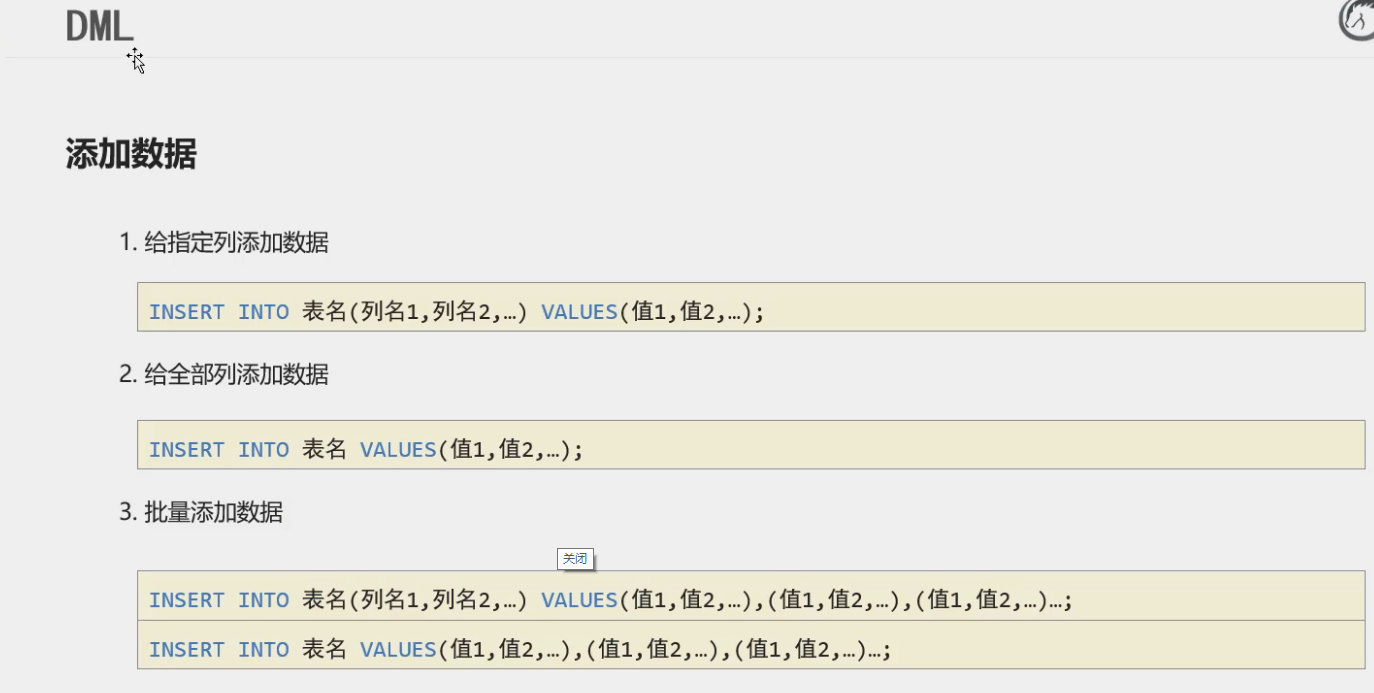 DML
添加数据
1. 给指定列添加数据
INSERT INTO 表名(列名1,列名2,…) VALUES(值1,值2,…);
2. 给全部列添加数据
INSERT INTO 表名 VALUES(值1,值2,…);
3. 批量添加数据
关闭
INSERT INTO 表名(列名1,列名2,…) VALUES(值1,值2,…),(值1,值2,…),(值1,值2,…)…;
INSERT INTO 表名 VALUES(值1,值2,…),(值1,值2,…),(值1,值2,…)…;